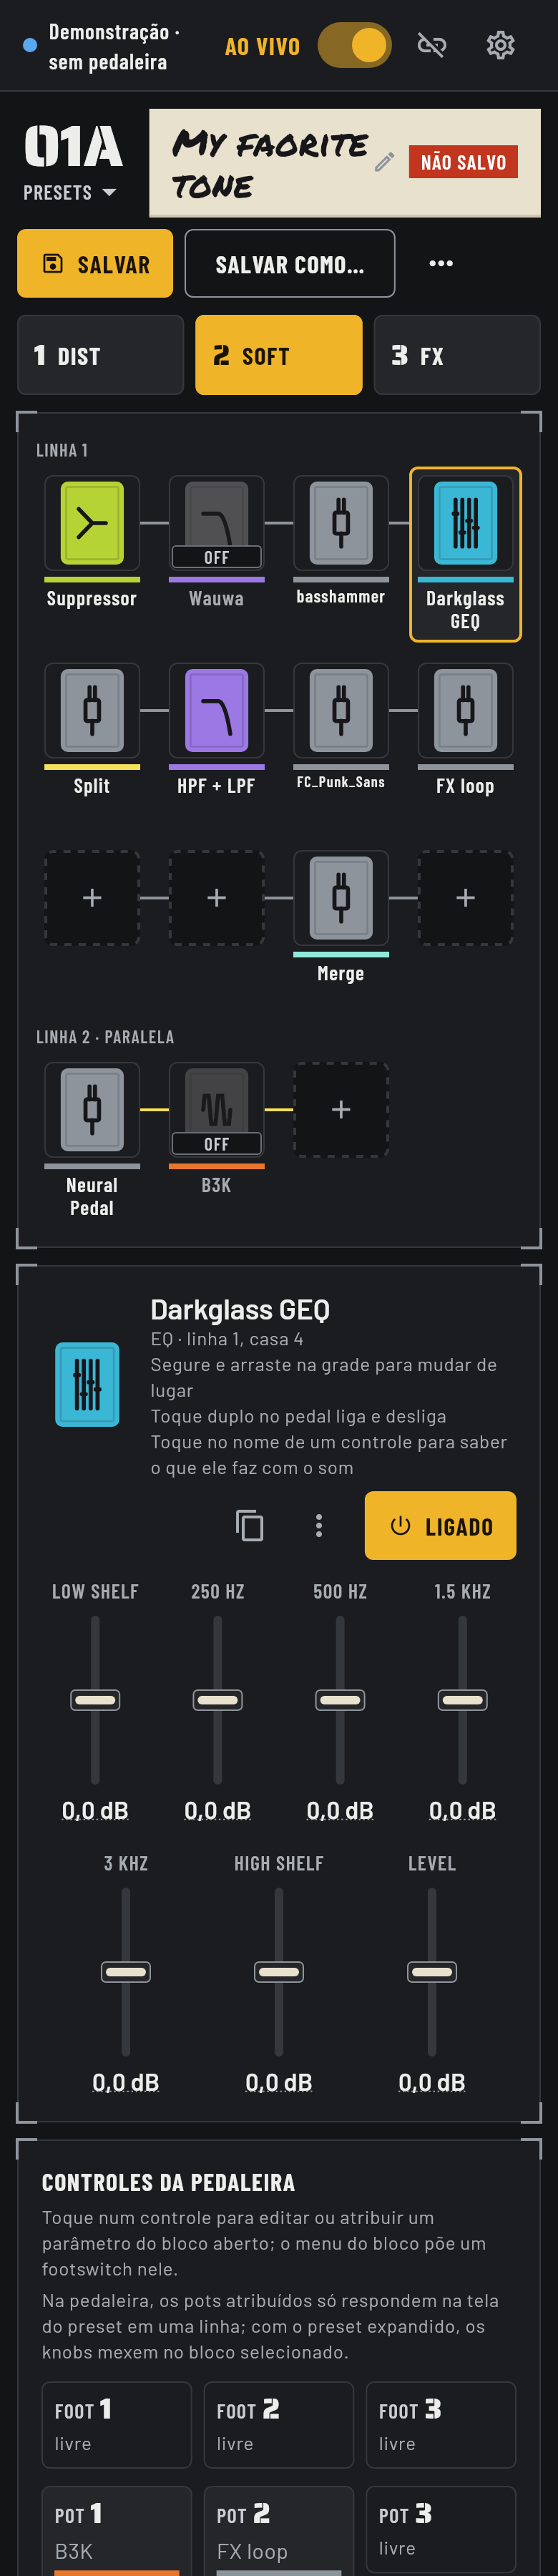 Demonstração ·
sem pedaleira
AO VIVO
01A
PRESETS
My faorite
tone
NÃO SALVO
SALVAR
SALVAR COMO...
1 DIST
2 SOFT
3 FX
LINHA 1
OFF
Suppressor
Wauwa
basshammer
Darkglass
GEQ
Split
HPF + LPF
FC_Punk_Sans
FX loop
Merge
LINHA 2 · PARALELA
OFF
Neural
Pedal
B3K
Darkglass GEQ
EQ · linha 1, casa 4
Segure e arraste na grade para mudar de
lugar
Toque duplo no pedal liga e desliga
Toque no nome de um controle para saber
o que ele faz com o som
LIGADO
LOW SHELF
250 HZ
500 HZ
1.5 KHZ
0,0 dB
0,0 dB
0,0 dB
0,0 dB
3 KHZ
HIGH SHELF
LEVEL
0,0 dB
0,0 dB
0,0 dB
CONTROLES DA PEDALEIRA
Toque num controle para editar ou atribuir um
parâmetro do bloco aberto; o menu do bloco põe um
footswitch nele.
Na pedaleira, os pots atribuídos só respondem na tela
do preset em uma linha; com o preset expandido, os
knobs mexem no bloco selecionado.
FOOT 1
livre
FOOT 2
livre
FOOT 3
livre
POT 1
B3K
POT 2
FX loop
POT 3
livre